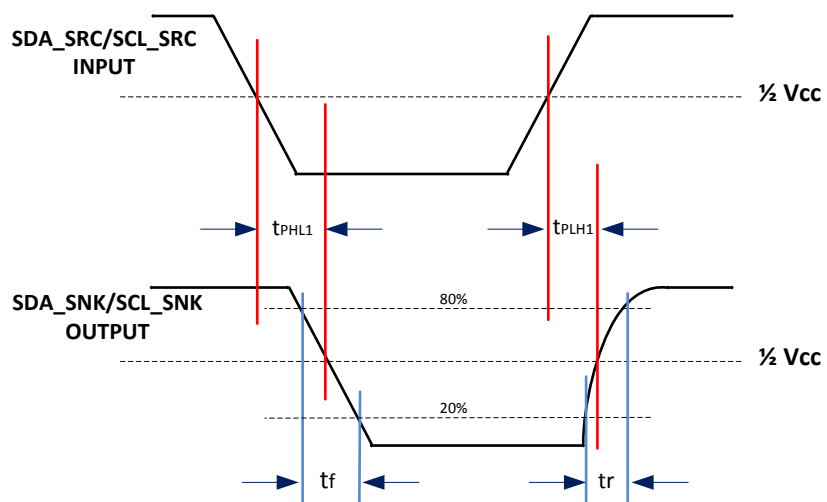 SDA_SRC/SCL_SRC
INPUT
½ Vcc
tPHL1
tPLH1
SDA_SNK/SCL_SNK
OUTPUT
80%
½ Vcc
20%
tf
tr